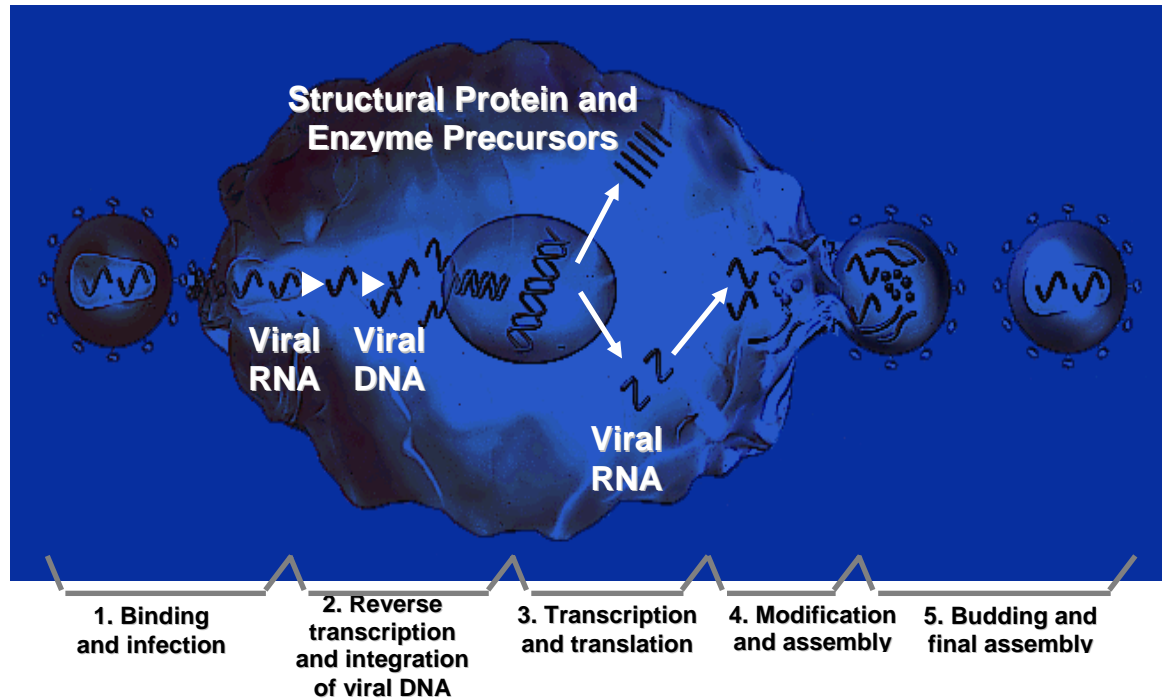 Structural Protein and
Enzyme Precursors
Viral
RNA
Viral
DNA
Viral
RNA
1. Binding
and infection
2. Reverse
transcription
and integration
of viral DNA
3. Transcription
and translation
4. Modification
and assembly
5. Budding and
final assembly